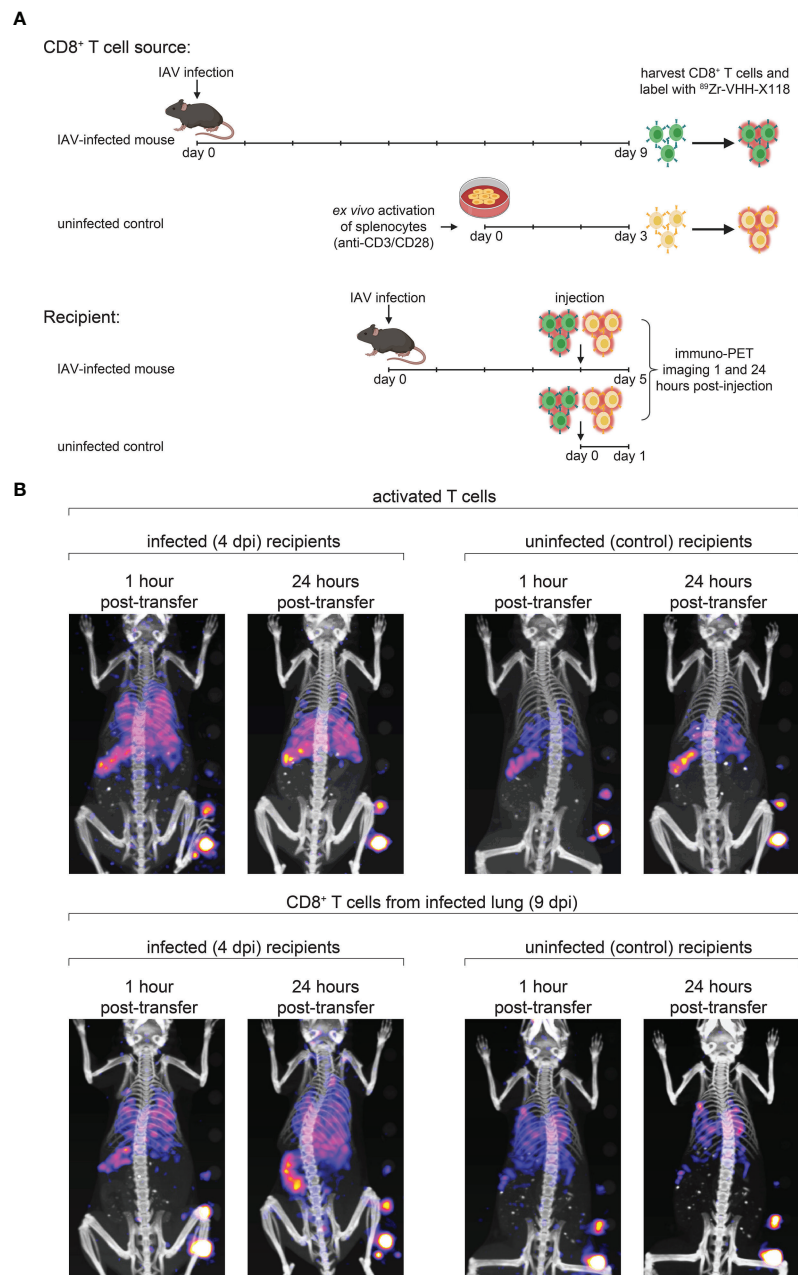 A
CD8⁺ T cell source:
IAV infection
harvest CD8⁺ T cells and
label with ⁸⁹Zr-VHH-X118
IAV-infected mouse
day 0
day 9
uninfected control
ex vivo activation
of splenocytes
(anti-CD3/CD28)
day 0
day 3
Recipient:
IAV infection
injection
IAV-infected mouse
day 0
day 5
immuno-PET
imaging 1 and 24
hours post-injection
uninfected control
day 0
day 1
B
activated T cells
infected (4 dpi) recipients
uninfected (control) recipients
1 hour
post-transfer
24 hours
post-transfer
1 hour
post-transfer
24 hours
post-transfer
CD8⁺ T cells from infected lung (9 dpi)
infected (4 dpi) recipients
uninfected (control) recipients
1 hour
post-transfer
24 hours
post-transfer
1 hour
post-transfer
24 hours
post-transfer